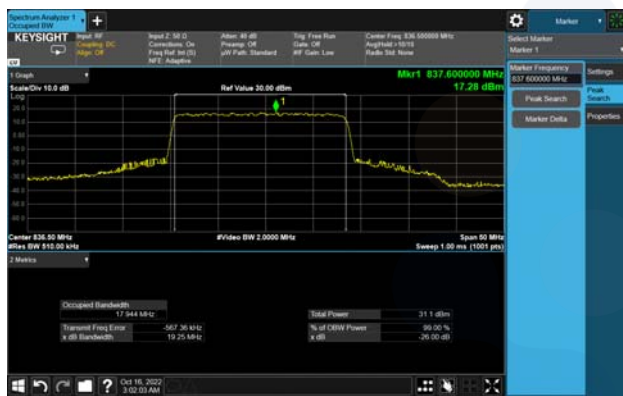 Spectrum Analyzer 1
Occupied BW
+
Marker
KEYSIGHT
Input: RF
Coupling: DC
Align: Off
Input Z: 50 Ω
Corrections: On
Freq Ref: Int (S)
NFE: Adaptive
Atten: 40 dB
Preamp: Off
µW Path: Standard
Trig: Free Run
Gate: Off
#IF Gain: Low
Center Freq: 836.500000 MHz
Avg|Hold:>10/10
Radio Std: None
Select Marker
Marker 1
1 Graph
Scale/Div 10.0 dB
Log
Ref Value 30.00 dBm
Mkr1 837.600000 MHz
17.28 dBm
1
Marker Frequency
837.600000 MHz
Peak Search
Marker Delta
Settings
Peak
Search
Properties
Center 836.50 MHz
#Res BW 510.00 kHz
#Video BW 2.0000 MHz
Span 50 MHz
Sweep 1.00 ms (1001 pts)
2 Metrics
Occupied Bandwidth
17.944 MHz
Total Power
31.1 dBm
Transmit Freq Error
-567.36 kHz
% of OBW Power
99.00 %
x dB Bandwidth
19.25 MHz
x dB
-26.00 dB
?
Oct 16, 2022
3:02:03 AM